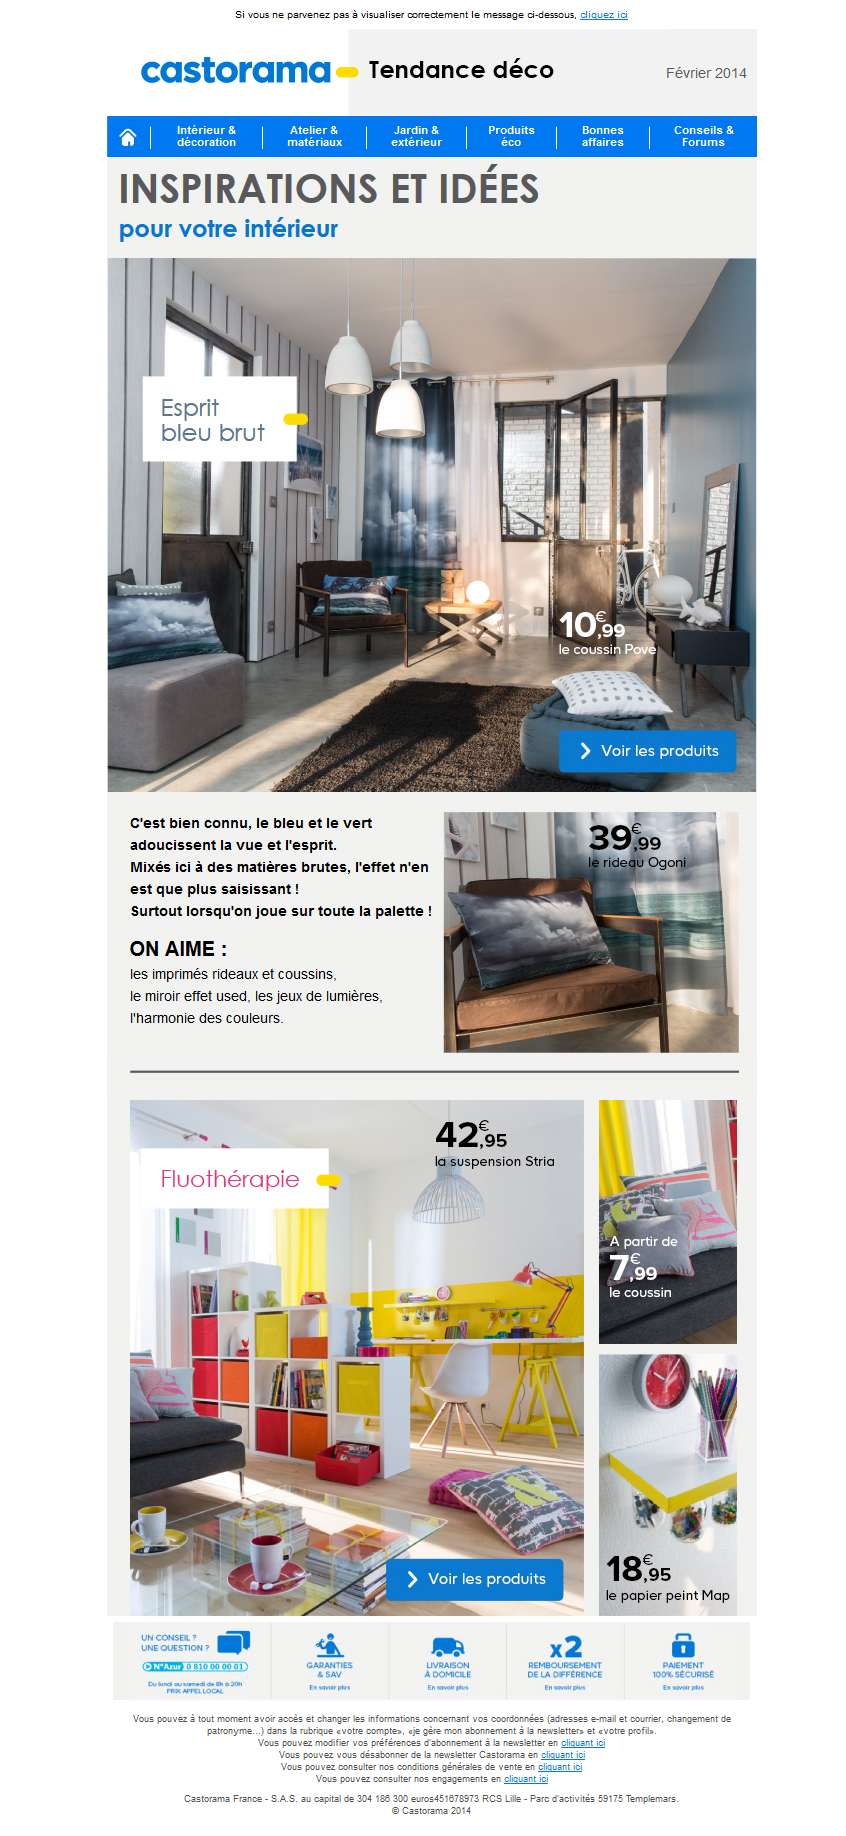 Si vous ne parvenez pas à visualiser correctement le message ci-dessous, cliquez ici
castorama
Tendance déco
Février 2014
Intérieur &
décoration
Atelier &
matériaux
Jardin &
extérieur
Produits
éco
Bonnes
affaires
Conseils &
Forums
INSPIRATIONS ET IDÉES
pour votre intérieur
Esprit
bleu brut
10€,99
le coussin Pove
Voir les produits
C'est bien connu, le bleu et le vert
adoucissent la vue et l'esprit.
Mixés ici à des matières brutes, l'effet n'en
est que plus saisissant !
Surtout lorsqu'on joue sur toute la palette !
ON AIME :
les imprimés rideaux et coussins,
le miroir effet used, les jeux de lumières,
l'harmonie des couleurs.
39€,99
le rideau Ogoni
Fluothérapie
42€,95
la suspension Stria
Voir les produits
A partir de
7€,99
le coussin
18€,95
le papier peint Map
UN CONSEIL ?
UNE QUESTION ?
N°Azur 0 810 00 00 01
Du lundi au samedi de 8h à 20h
PRIX APPEL LOCAL
GARANTIES
& SAV
En savoir plus
LIVRAISON
À DOMICILE
En savoir plus
x2
REMBOURSEMENT
DE LA DIFFÉRENCE
En savoir plus
PAIEMENT
100% SÉCURISÉ
En savoir plus
Vous pouvez à tout moment avoir accès et changer les informations concernant vos coordonnées (adresses e-mail et courrier, changement de
patronyme...) dans la rubrique «votre compte», «je gère mon abonnement à la newsletter» et «votre profil».
Vous pouvez modifier vos préférences d'abonnement à la newsletter en cliquant ici
Vous pouvez vous désabonner de la newsletter Castorama en cliquant ici
Vous pouvez consulter nos conditions générales de vente en cliquant ici
Vous pouvez consulter nos engagements en cliquant ici
Castorama France - S.A.S. au capital de 304 186 300 euros451678973 RCS Lille - Parc d'activités 59175 Templemars.
© Castorama 2014